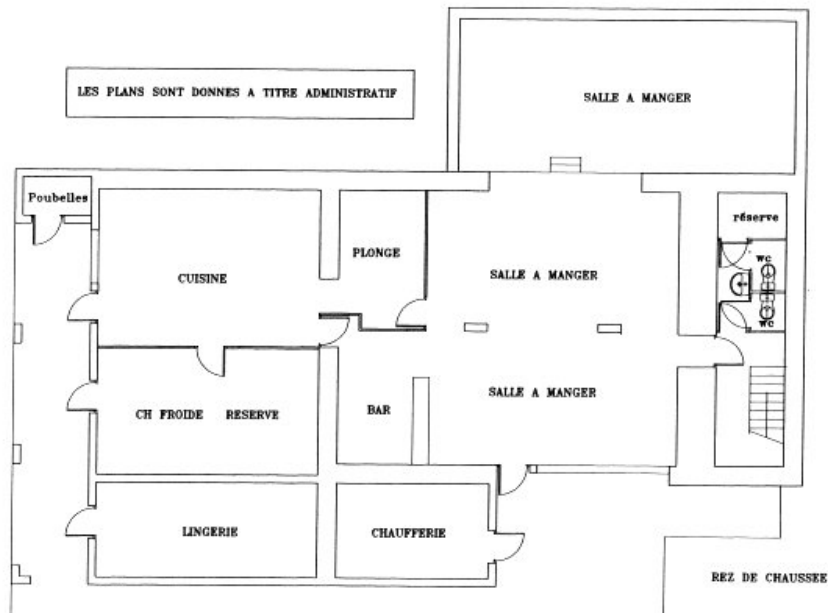 LES PLANS SONT DONNES A TITRE ADMINISTRATIF
SALLE A MANGER
Poubelles
réserve
CUISINE
PLONGE
SALLE A MANGER
WC
WC
CH FROIDE RESERVE
BAR
SALLE A MANGER
LINGERIE
CHAUFFERIE
REZ DE CHAUSSEE